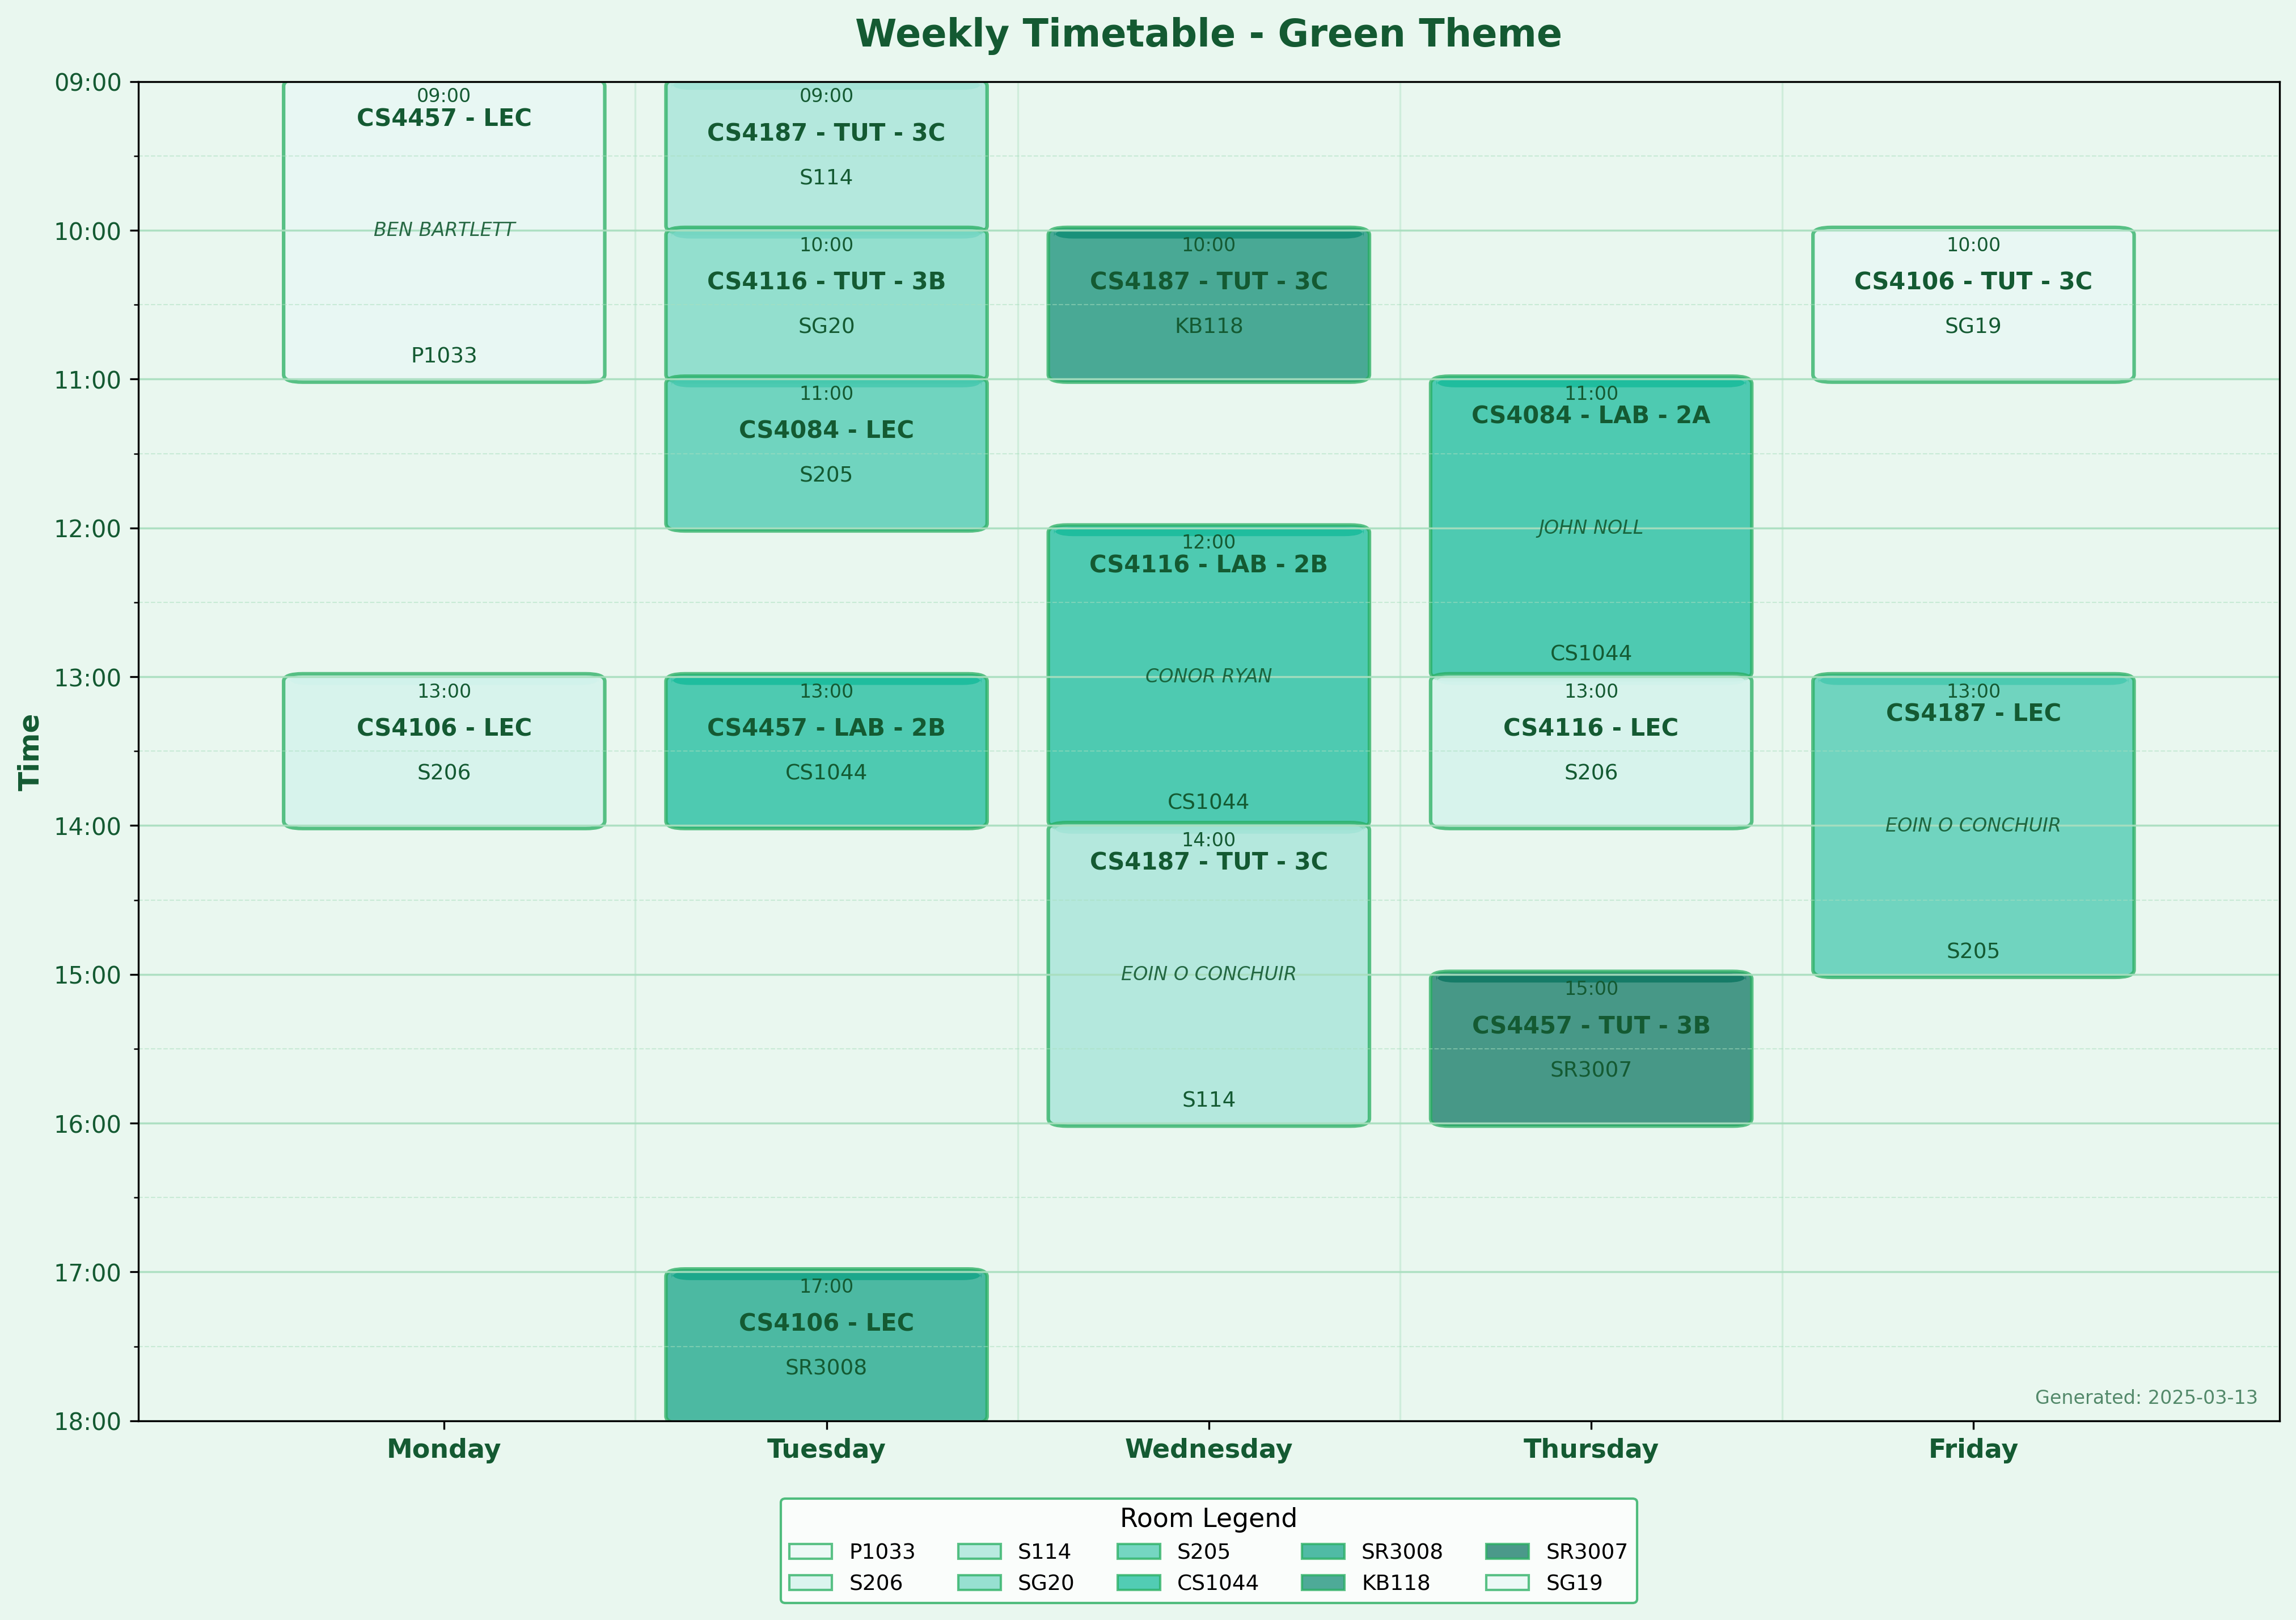 Weekly Timetable - Green Theme
Time
09:00
10:00
11:00
12:00
13:00
14:00
15:00
16:00
17:00
18:00
09:00
CS4457 - LEC
BEN BARTLETT
P1033
13:00
CS4106 - LEC
S206
09:00
CS4187 - TUT - 3C
S114
10:00
CS4116 - TUT - 3B
SG20
11:00
CS4084 - LEC
S205
13:00
CS4457 - LAB - 2B
CS1044
17:00
CS4106 - LEC
SR3008
10:00
CS4187 - TUT - 3C
KB118
12:00
CS4116 - LAB - 2B
CONOR RYAN
CS1044
14:00
CS4187 - TUT - 3C
EOIN O CONCHUIR
S114
11:00
CS4084 - LAB - 2A
JOHN NOLL
CS1044
13:00
CS4116 - LEC
S206
15:00
CS4457 - TUT - 3B
SR3007
10:00
CS4106 - TUT - 3C
SG19
13:00
CS4187 - LEC
EOIN O CONCHUIR
S205
Generated: 2025-03-13
Monday
Tuesday
Wednesday
Thursday
Friday
Room Legend
P1033
S206
S114
SG20
S205
CS1044
SR3008
KB118
SR3007
SG19